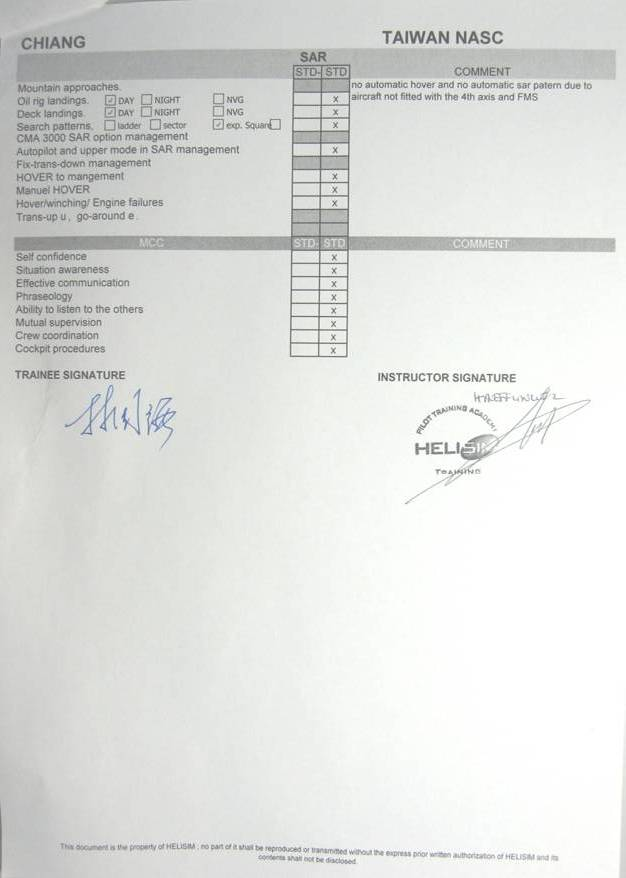 CHIANG TAIWAN NASC
SAR
STD- STD COMMENT
Mountain approaches. no automatic hover and no automatic sar patern due to
Oil rig landings. ✓ DAY NIGHT NVG x aircraft not fitted with the 4th axis and FMS
Deck landings. ✓ DAY NIGHT NVG x
Search patterns, ladder sector ✓ exp. Square x
CMA 3000 SAR option management
Autopilot and upper mode in SAR management x
Fix-trans-down management
HOVER to mangement x
Manuel HOVER x
Hover/winching/ Engine failures x
Trans-up u, go-around e.
MCC STD- STD COMMENT
Self confidence x
Situation awareness x
Effective communication x
Phraseology x
Ability to listen to the others x
Mutual supervision x
Crew coordination x
Cockpit procedures x
TRAINEE SIGNATURE INSTRUCTOR SIGNATURE
PILOT TRAINING ACADEMY
HELISIM
TRAINING
This document is the property of HELISIM ; no part of it shall be reproduced or transmitted without the express prior written authorization of HELISIM and its
contents shall not be disclosed.